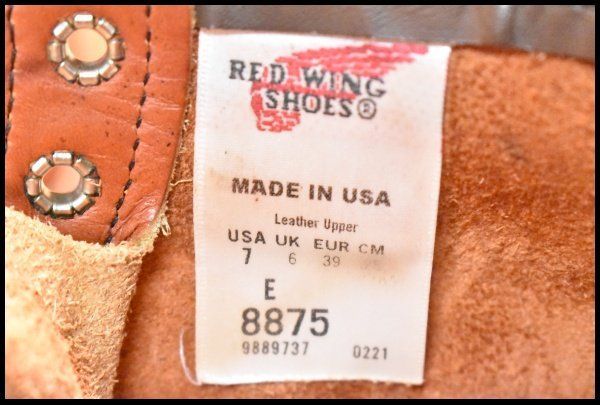 RED WING
SHOES®
MADE IN USA
Leather Upper
USA UK EUR CM
7 6 39
E
8875
9889737 0221